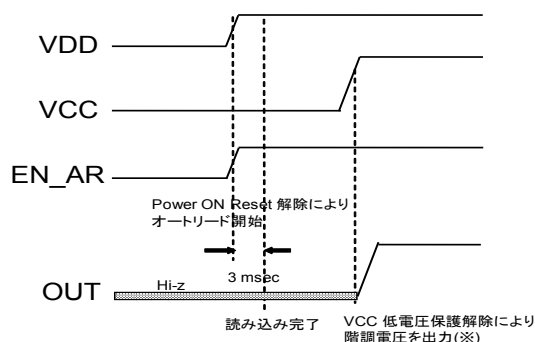 VDD
VCC
EN_AR
Power ON Reset 解除により
オートリード開始
3 msec
Hi-z
OUT
読み込み完了
VCC 低電圧保護解除により
階調電圧を出力(※)